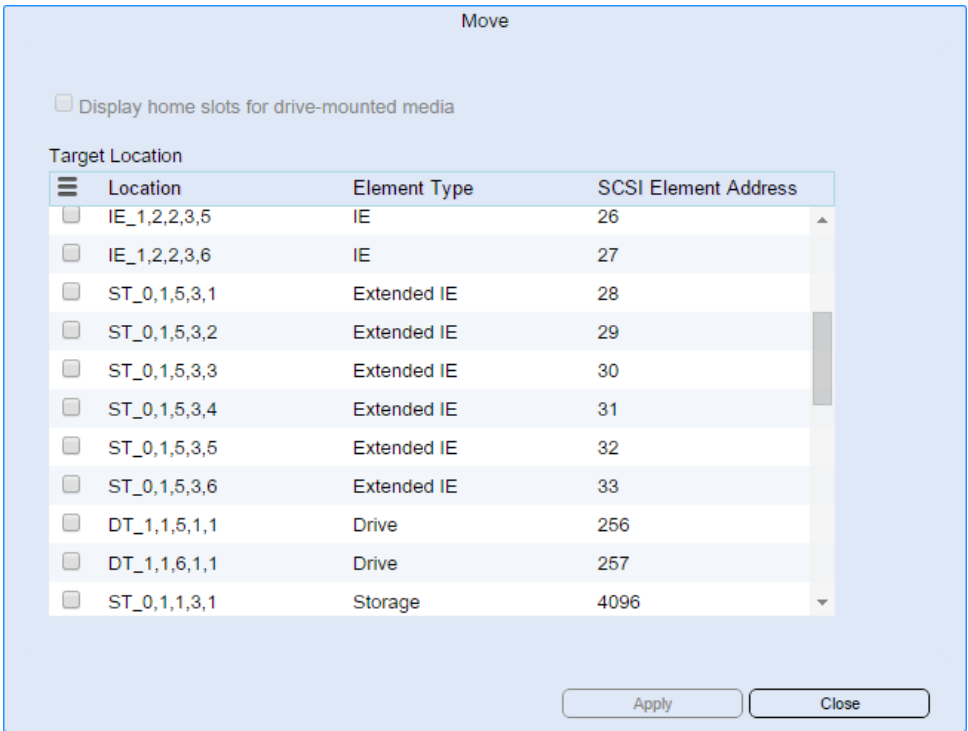 Move
Display home slots for drive-mounted media
Target Location
Location Element Type SCSI Element Address
IE_1,2,2,3,5 IE 26
IE_1,2,2,3,6 IE 27
ST_0,1,5,3,1 Extended IE 28
ST_0,1,5,3,2 Extended IE 29
ST_0,1,5,3,3 Extended IE 30
ST_0,1,5,3,4 Extended IE 31
ST_0,1,5,3,5 Extended IE 32
ST_0,1,5,3,6 Extended IE 33
DT_1,1,5,1,1 Drive 256
DT_1,1,6,1,1 Drive 257
ST_0,1,1,3,1 Storage 4096
Apply Close